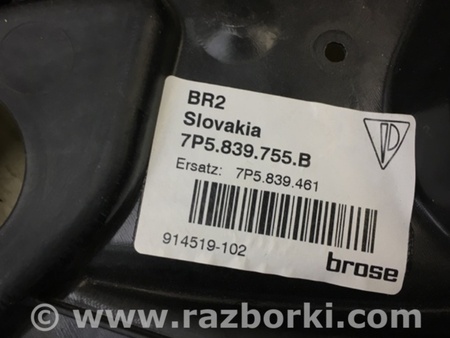 BR2
Slovakia
7P5.839.755.B
Ersatz: 7P5.839.461
914519-102
brose
www.razborki.com